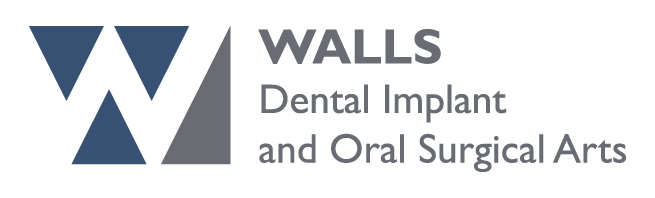 WALLS
Dental Implant
and Oral Surgical Arts